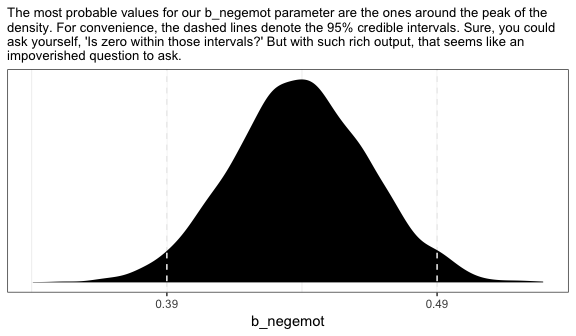 The most probable values for our b_negemot parameter are the ones around the peak of the
density. For convenience, the dashed lines denote the 95% credible intervals. Sure, you could
ask yourself, 'Is zero within those intervals?' But with such rich output, that seems like an
impoverished question to ask.
0.39
0.49
b_negemot